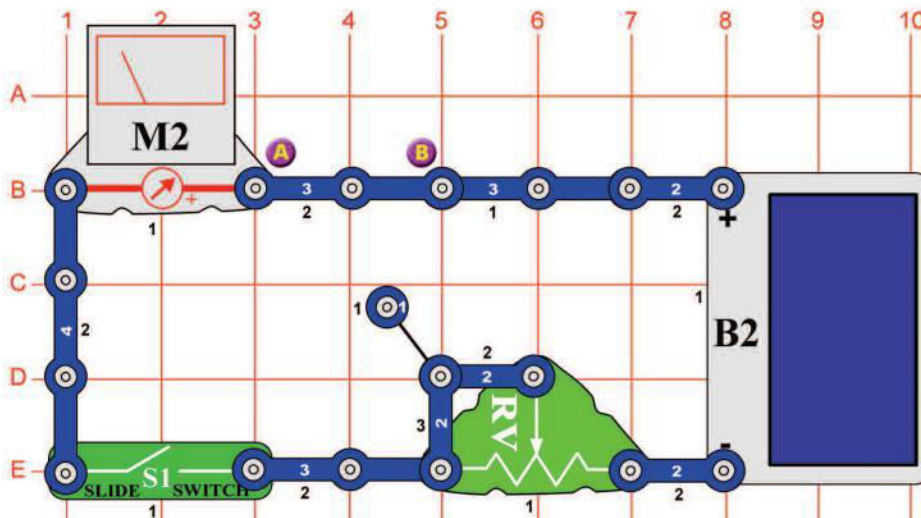 1 2 3 4 5 6 7 8 9 10
A
M2
A B
B + 3 3 2
2 1 2 +
1
C
1 1
4 2 1
B2
2
D 2
RV
3 2
-
E S1 3 2
SLIDE SWITCH 2 2
1 1